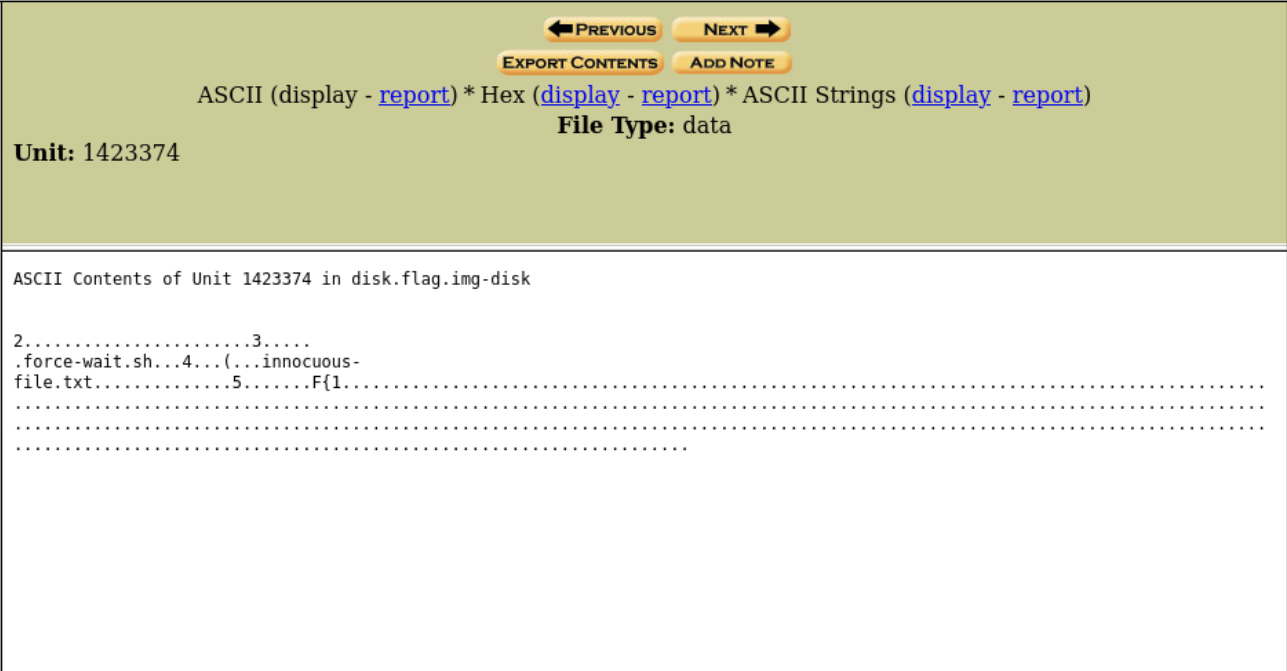 PREVIOUS NEXT
EXPORT CONTENTS ADD NOTE
ASCII (display - report) * Hex (display - report) * ASCII Strings (display - report)
File Type: data
Unit: 1423374
ASCII Contents of Unit 1423374 in disk.flag.img-disk
2.......................3.....
.force-wait.sh...4...(...innocuous-
file.txt..............5.......F{1.............................................................................................
..............................................................................................................................
..............................................................................................................................
....................................................................